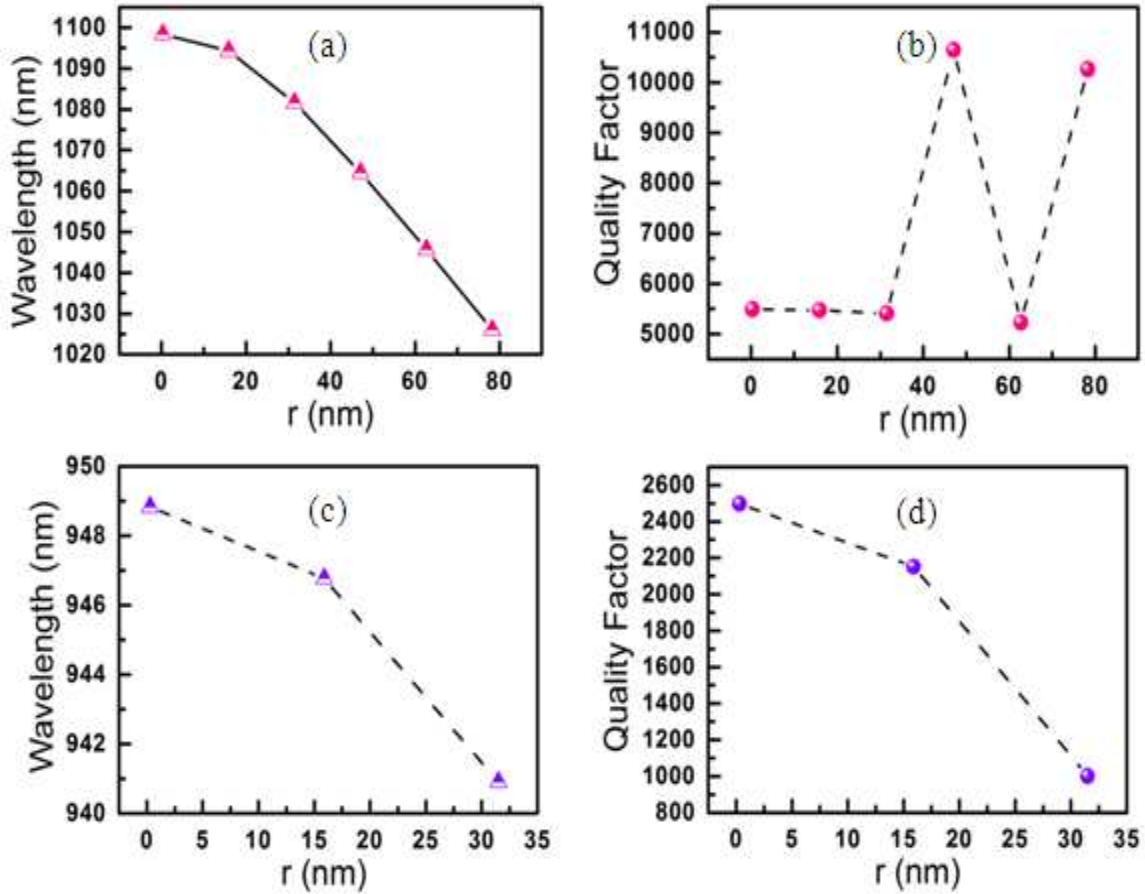 (a)
Wavelength (nm)
1100
1090
1080
1070
1060
1050
1040
1030
1020
0 20 40 60 80
r (nm)
(b)
Quality Factor
11000
10000
9000
8000
7000
6000
5000
0 20 40 60 80
r (nm)
(c)
Wavelength (nm)
950
948
946
944
942
940
0 5 10 15 20 25 30 35
r (nm)
(d)
Quality Factor
2600
2400
2200
2000
1800
1600
1400
1200
1000
800
0 5 10 15 20 25 30 35
r (nm)